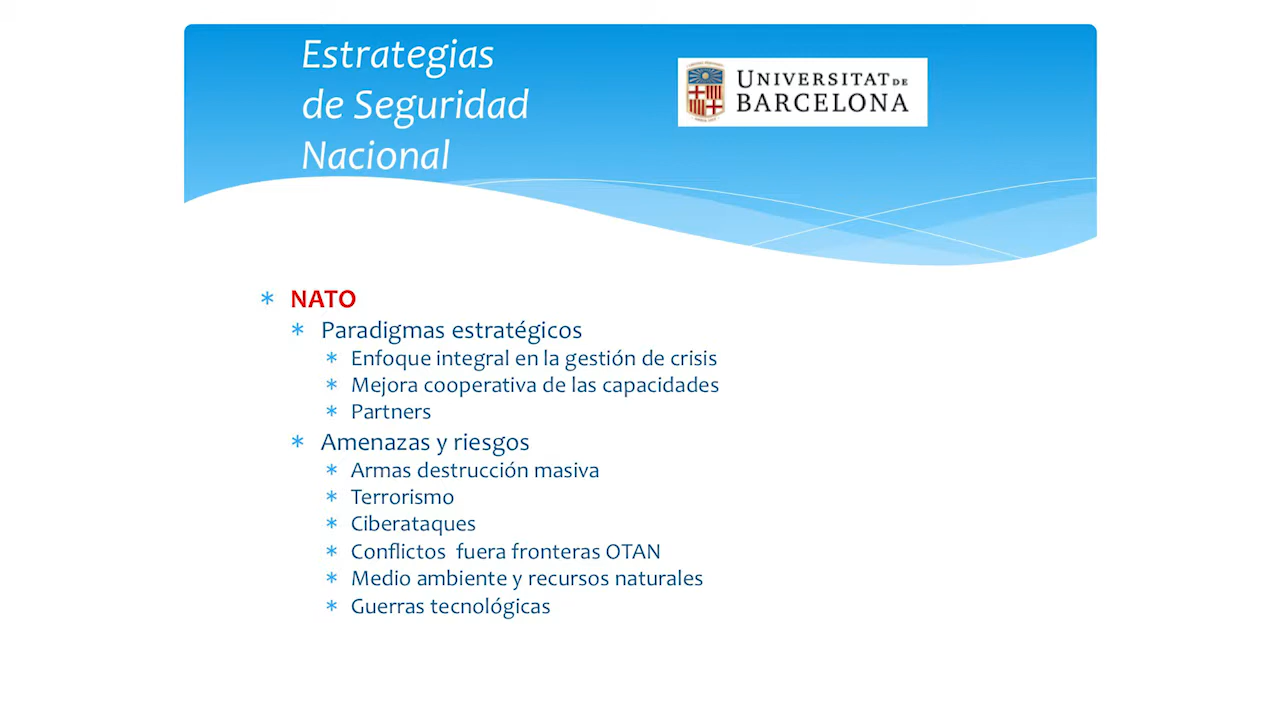 Estrategias
de Seguridad
Nacional
UNIVERSITAT DE
BARCELONA
* NATO
* Paradigmas estratégicos
* Enfoque integral en la gestión de crisis
* Mejora cooperativa de las capacidades
* Partners
* Amenazas y riesgos
* Armas destrucción masiva
* Terrorismo
* Ciberataques
* Conflictos fuera fronteras OTAN
* Medio ambiente y recursos naturales
* Guerras tecnológicas